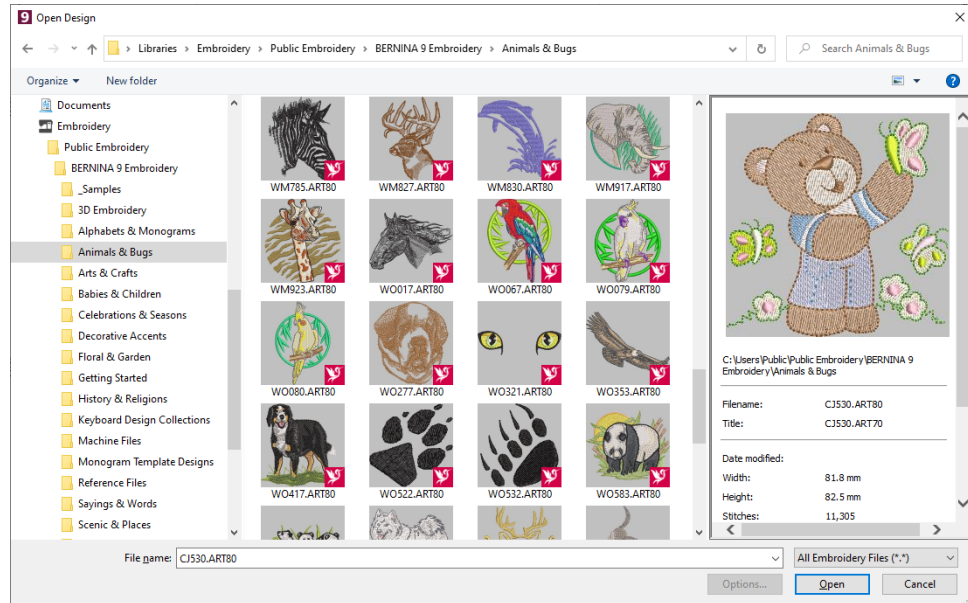 9 Open Design
Libraries > Embroidery > Public Embroidery > BERNINA 9 Embroidery > Animals & Bugs
Search Animals & Bugs
Organize
New folder
?
Documents
Embroidery
Public Embroidery
BERNINA 9 Embroidery
_Samples
3D Embroidery
Alphabets & Monograms
Animals & Bugs
Arts & Crafts
Babies & Children
Celebrations & Seasons
Decorative Accents
Floral & Garden
Getting Started
History & Religions
Keyboard Design Collections
Machine Files
Monogram Template Designs
Reference Files
Sayings & Words
Scenic & Places
WM785.ART80 WM827.ART80 WM830.ART80 WM917.ART80
WM923.ART80 WO017.ART80 WO067.ART80 WO079.ART80
WO080.ART80 WO277.ART80 WO321.ART80 WO353.ART80
WO417.ART80 WO522.ART80 WO532.ART80 WO583.ART80
C:\Users\Public\Public Embroidery\BERNINA 9
Embroidery\Animals & Bugs
Filename: CJ530.ART80
Title: CJ530.ART70
Date modified:
Width: 81.8 mm
Height: 82.5 mm
Stitches: 11,305
File name: CJ530.ART80
All Embroidery Files (*.*)
Options... Open Cancel